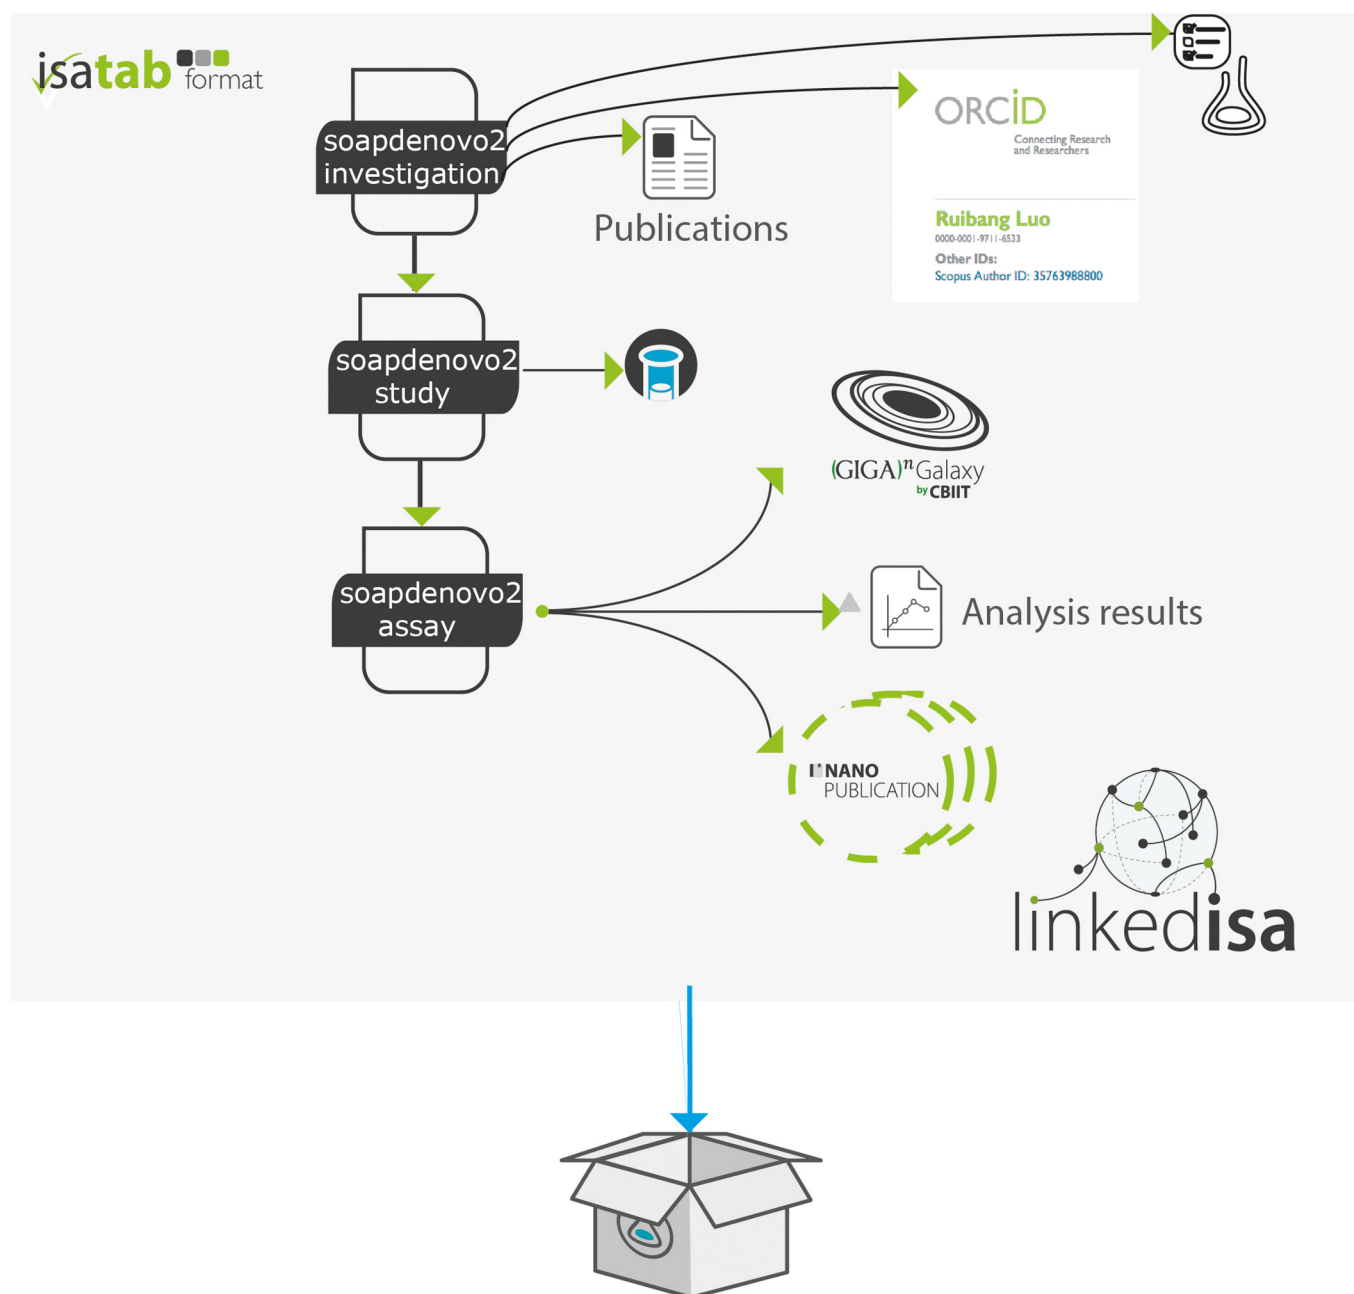 isatab format
soapdenovo2
investigation
Publications
ORCID
Connecting Research
and Researchers
Ruibang Luo
0000-0001-9711-6533
Other IDs:
Scopus Author ID: 35763988800
soapdenovo2
study
(GIGA)ⁿ Galaxy
by CBIIT
soapdenovo2
assay
Analysis results
NANO
PUBLICATION
linkedisa